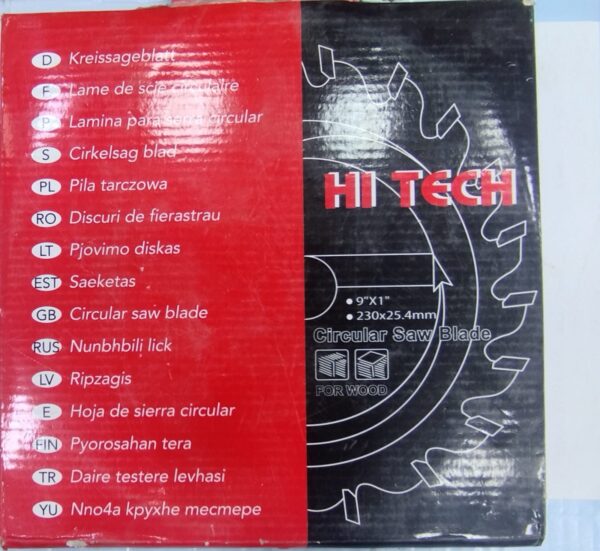 D Kreissageblatt
F Lame de scie circulaire
P Lamina para serra circular
S Cirkelsag blad
PL Pila tarczowa
RO Discuri de fierastrau
LT Pjovimo diskas
EST Saeketas
GB Circular saw blade
RUS Nunbhbili lick
LV Ripzagis
E Hoja de sierra circular
FIN Pyorosahan tera
TR Daire testere levhasi
YU Nno4a kpyxhe mecmepe
HI TECH
• 9"X1"
• 230x25.4mm
Circular Saw Blade
FOR WOOD